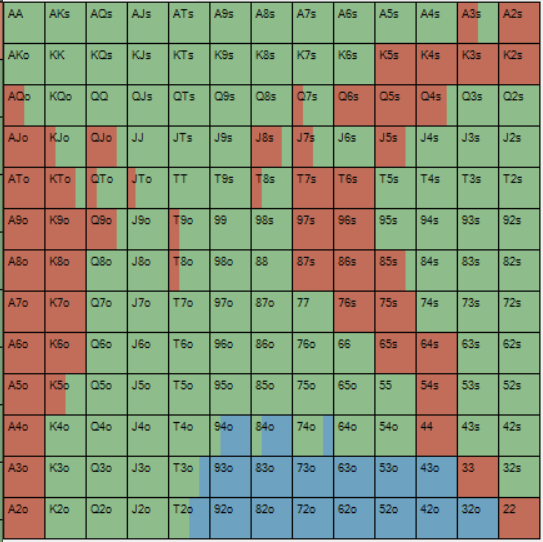 AA AKs AQs AJs ATs A9s A8s A7s A6s A5s A4s A3s A2s
AKo KK KQs KJs KTs K9s K8s K7s K6s K5s K4s K3s K2s
AQo KQo QQ QJs QTs Q9s Q8s Q7s Q6s Q5s Q4s Q3s Q2s
AJo KJo QJo JJ JTs J9s J8s J7s J6s J5s J4s J3s J2s
ATo KTo QTo JTo TT T9s T8s T7s T6s T5s T4s T3s T2s
A9o K9o Q9o J9o T9o 99 98s 97s 96s 95s 94s 93s 92s
A8o K8o Q8o J8o T8o 98o 88 87s 86s 85s 84s 83s 82s
A7o K7o Q7o J7o T7o 97o 87o 77 76s 75s 74s 73s 72s
A6o K6o Q6o J6o T6o 96o 86o 76o 66 65s 64s 63s 62s
A5o K5o Q5o J5o T5o 95o 85o 75o 65o 55 54s 53s 52s
A4o K4o Q4o J4o T4o 94o 84o 74o 64o 54o 44 43s 42s
A3o K3o Q3o J3o T3o 93o 83o 73o 63o 53o 43o 33 32s
A2o K2o Q2o J2o T2o 92o 82o 72o 62o 52o 42o 32o 22